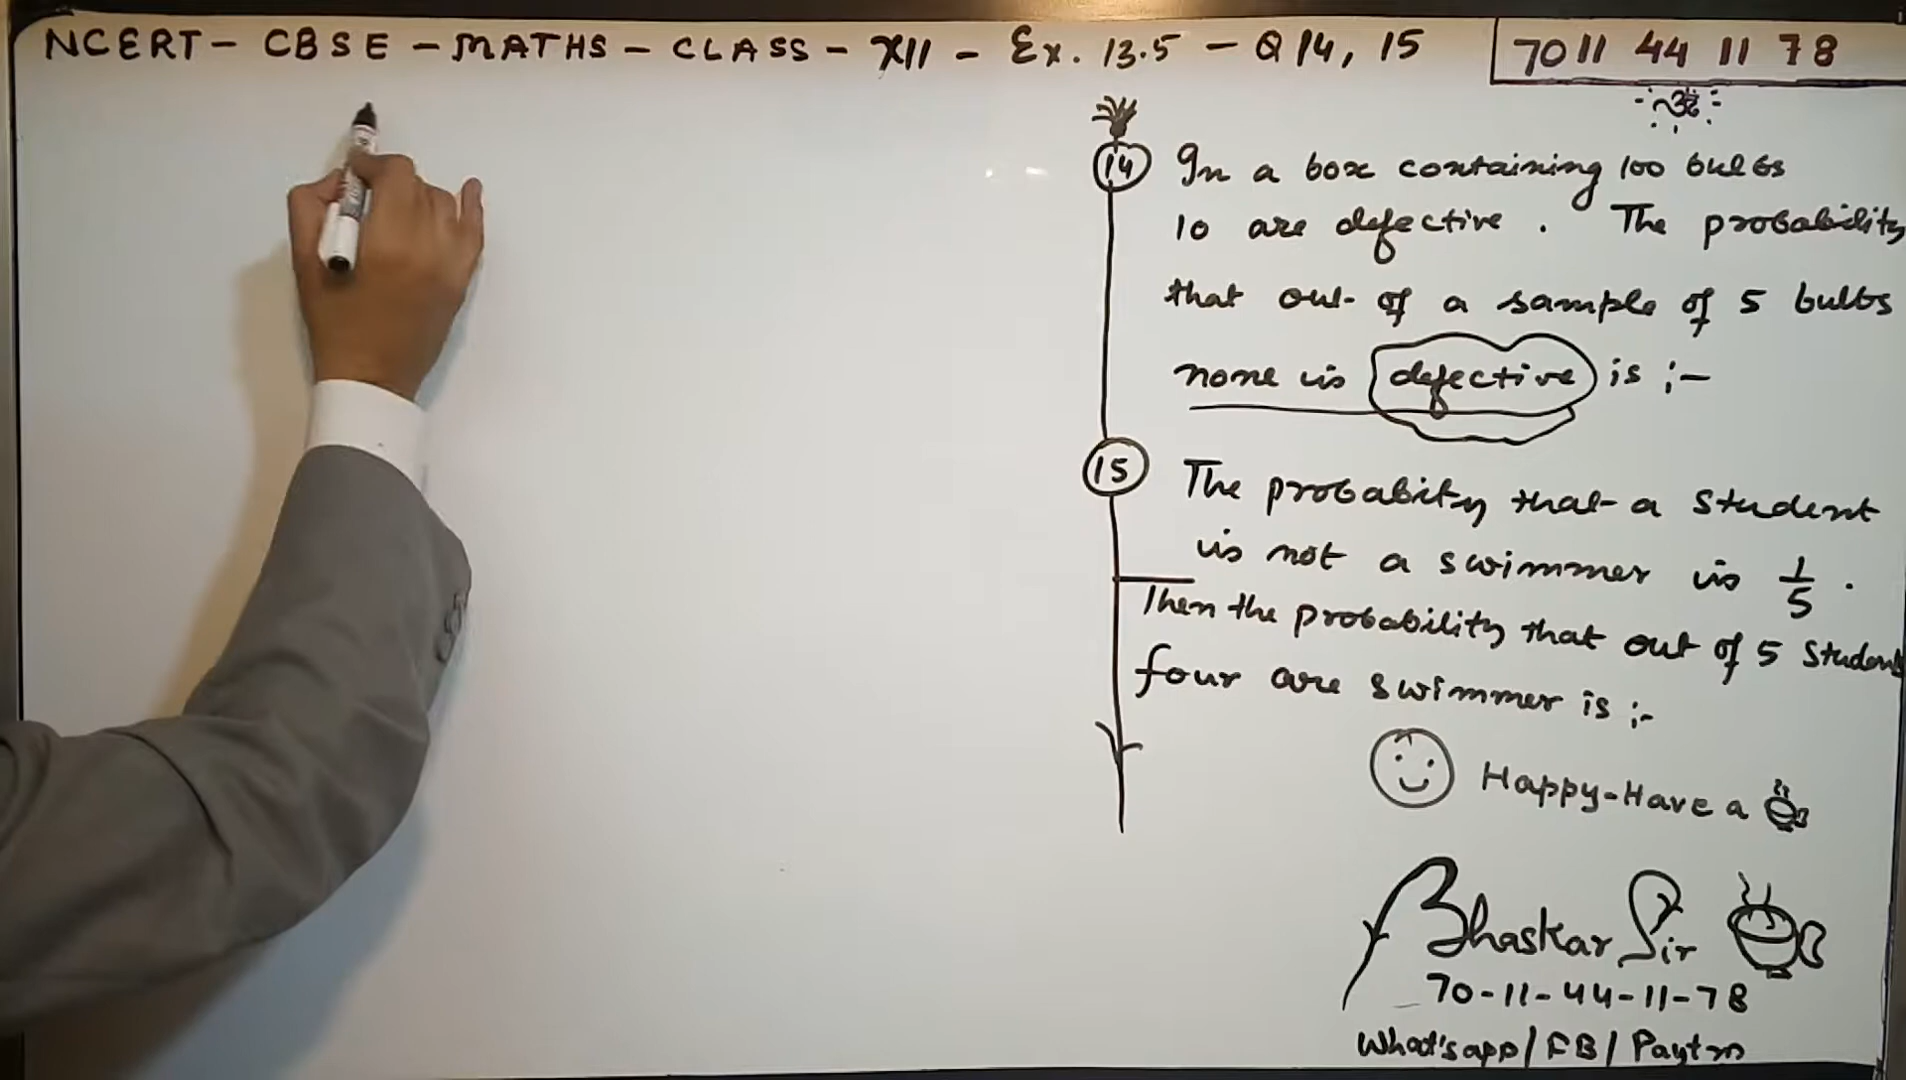 NCERT - CBSE - MATHS - CLASS - XII - Ex. 13.5 - Q 14, 15
70 11 44 11 78
14 In a box containing 100 bulbs
10 are defective . The probability
that out of a sample of 5 bulbs
none is defective is :-
15 The probability that a student
is not a swimmer is 1/5 .
Then the probability that out of 5 students
four are swimmer is :-
Happy-Have a
Bhaskar Sir
70-11-44-11-78
What'sapp/FB/Paytm